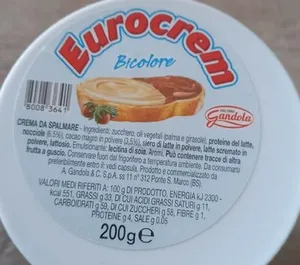 Eurocrem
Bicolore
Gandola
80083641
CREMA DA SPALMARE - Ingredienti: zucchero, oli vegetali (palma e girasole), proteine del latte,
nocciole (6,5%), cacao magro in polvere (3,5%), siero di latte in polvere, latte scremato in
polvere, lattosio. Emulsionante: lecitina di soia. Aromi. Può contenere tracce di altra
frutta a guscio. Conservare fuori dal frigorifero a temperatura ambiente. Da consumarsi
preferibilmente entro: vedi capsula. Prodotto e commercializzato da
A. Gandola & C. S.p.A. ss 11 n° 312 Ponte S. Marco (BS).
VALORI MEDI RIFERITI A: 100 g DI PRODOTTO. ENERGIA kJ 2300 -
kcal 551, GRASSI g 33, DI CUI ACIDI GRASSI SATURI g 11,
CARBOIDRATI g 59, DI CUI ZUCCHERI g 58, FIBRE g 1,
PROTEINE g 4, SALE g 0,05
200g e